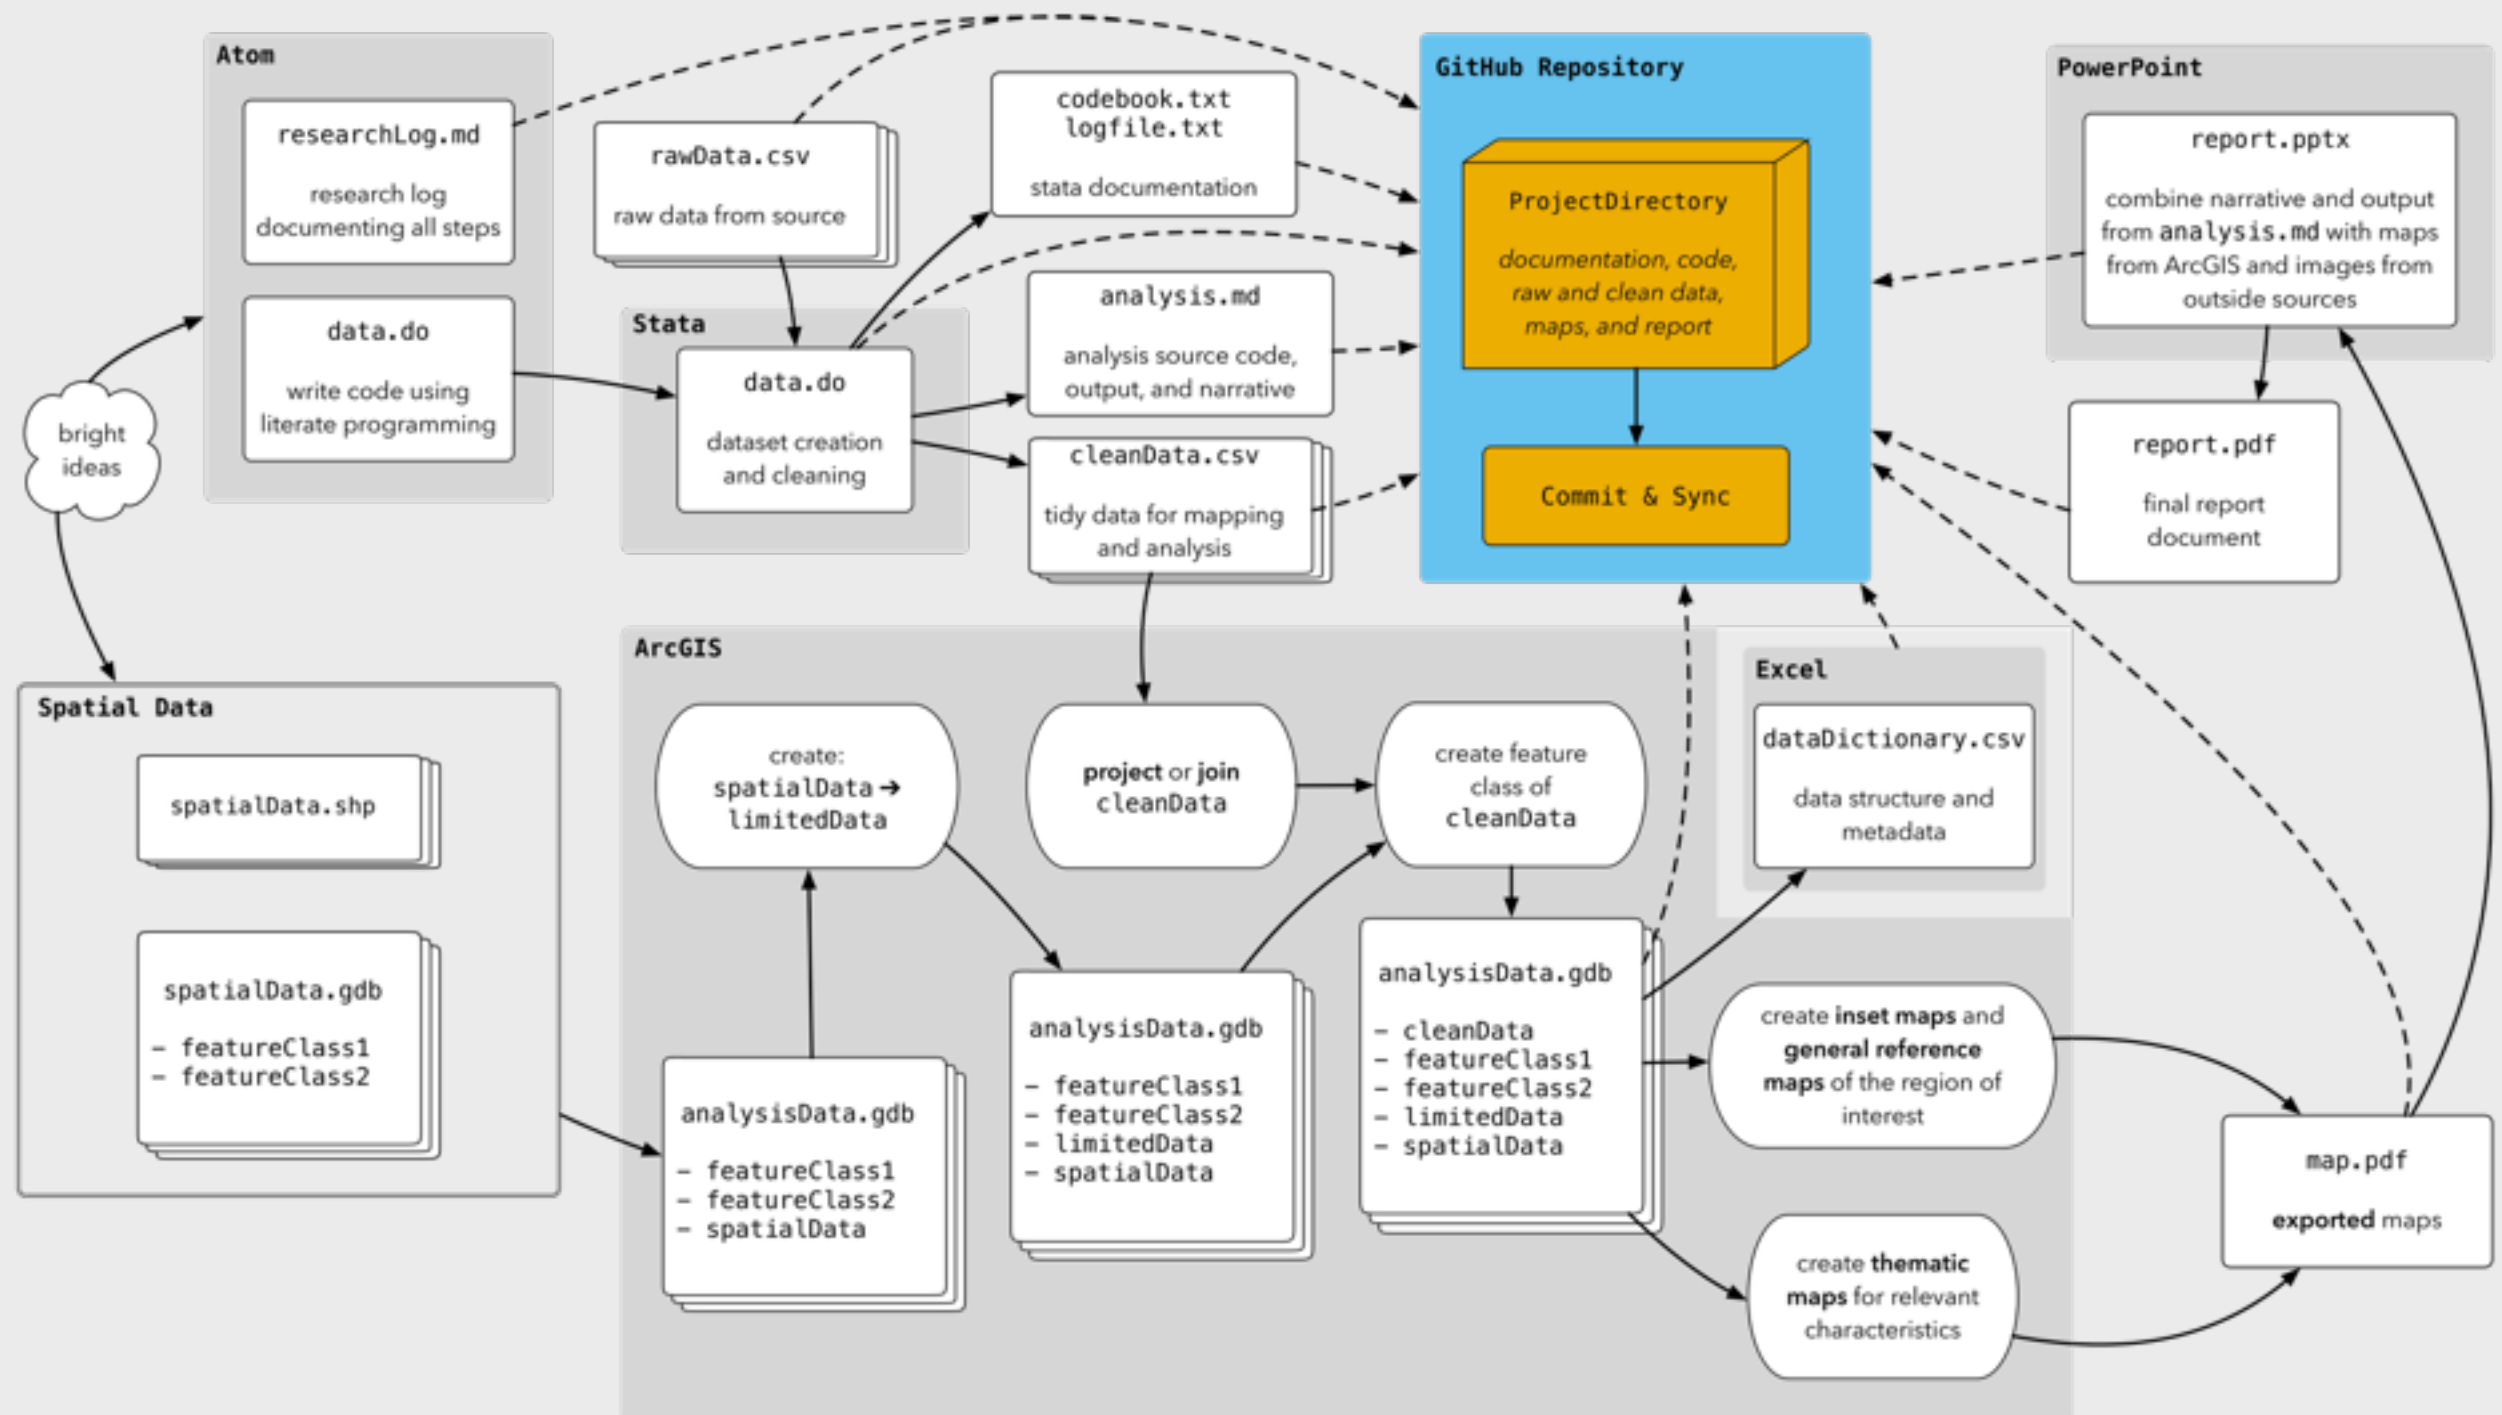 Atom
researchLog.md
research log
documenting all steps
data.do
write code using
literate programming
bright
ideas
rawData.csv
raw data from source
codebook.txt
logfile.txt
stata documentation
Stata
data.do
dataset creation
and cleaning
analysis.md
analysis source code,
output, and narrative
cleanData.csv
tidy data for mapping
and analysis
GitHub Repository
ProjectDirectory
documentation, code,
raw and clean data,
maps, and report
Commit & Sync
PowerPoint
report.pptx
combine narrative and output
from analysis.md with maps
from ArcGIS and images from
outside sources
report.pdf
final report
document
Spatial Data
spatialData.shp
spatialData.gdb
– featureClass1
– featureClass2
ArcGIS
create:
spatialData ➔
limitedData
project or join
cleanData
create feature
class of
cleanData
Excel
dataDictionary.csv
data structure and
metadata
analysisData.gdb
– featureClass1
– featureClass2
– spatialData
analysisData.gdb
– featureClass1
– featureClass2
– limitedData
– spatialData
analysisData.gdb
– cleanData
– featureClass1
– featureClass2
– limitedData
– spatialData
create inset maps and
general reference
maps of the region of
interest
create thematic
maps for relevant
characteristics
map.pdf
exported maps